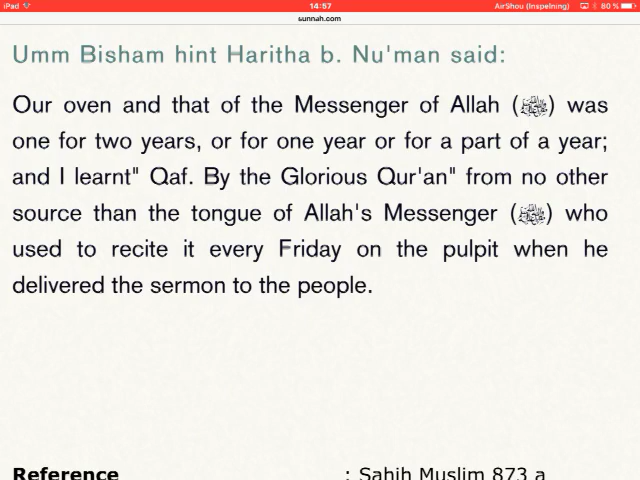 iPad 14:57 AirShou (Inspelning) 80 %
sunnah.com
Umm Bisham hint Haritha b. Nu'man said:
Our oven and that of the Messenger of Allah (ﷺ) was
one for two years, or for one year or for a part of a year;
and I learnt" Qaf. By the Glorious Qur'an" from no other
source than the tongue of Allah's Messenger (ﷺ) who
used to recite it every Friday on the pulpit when he
delivered the sermon to the people.
Reference : Sahih Muslim 873 a